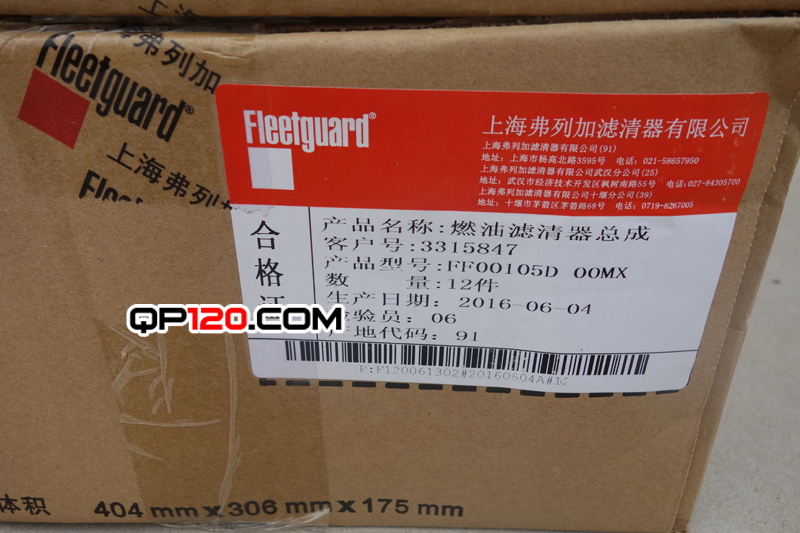 Fleetguard®
上海弗列加
上海弗列
Fleetguard®
上海弗列加滤清器有限公司
上海弗列加滤清器有限公司(91)
地址：上海市杨高北路3595号 电话：021-58657950
上海弗列加滤清器有限公司武汉分公司(25)
地址：武汉市经济技术开发区枫树南路55号 电话:027-84305700
上海弗列加滤清器有限公司十堰分公司(39)
地址：十堰市茅箭区茅箭路68号 电话：0719-8267005
合格证
产品名称:燃油滤清器总成
客户号:3315847
产品型号:FF00105D 00MX
数 量:12件
生产日期: 2016-06-04
检验员: 06
产地代码: 91
P:F120061302#20160604A#12
QP120.COM
体积 404 mm x 306 mm x 175 mm